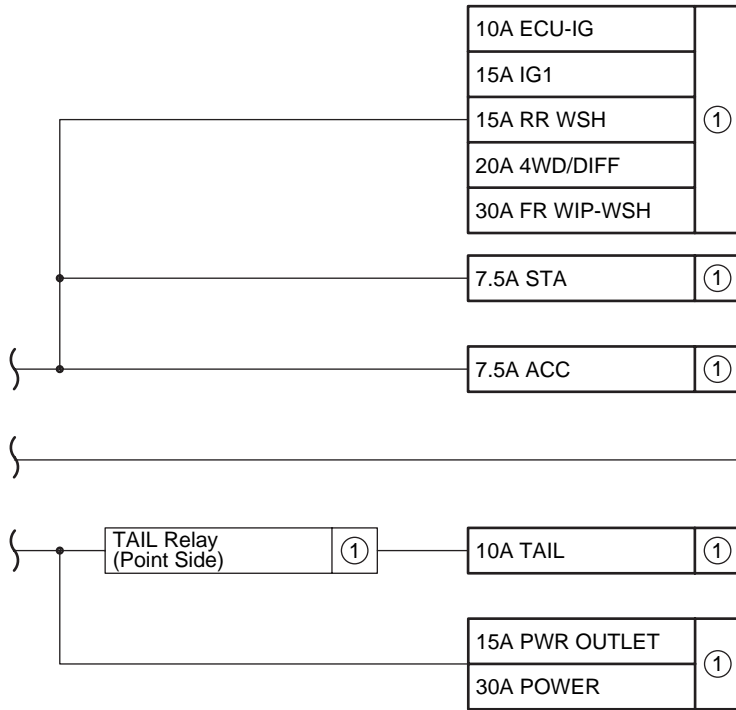 10A ECU-IG
15A IG1
15A RR WSH
①
20A 4WD/DIFF
30A FR WIP-WSH
7.5A STA
①
7.5A ACC
①
TAIL Relay
(Point Side)
①
10A TAIL
①
15A PWR OUTLET
①
30A POWER